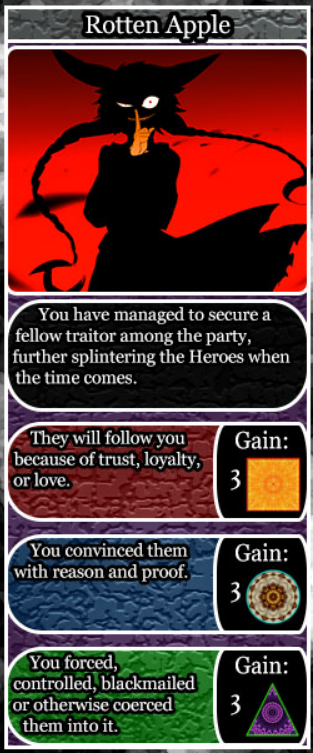 Rotten Apple
You have managed to secure a
fellow traitor among the party,
further splintering the Heroes when
the time comes.
They will follow you
because of trust, loyalty,
or love.
Gain:
3
You convinced them
with reason and proof.
Gain:
3
You forced,
controlled, blackmailed
or otherwise coerced
them into it.
Gain:
3